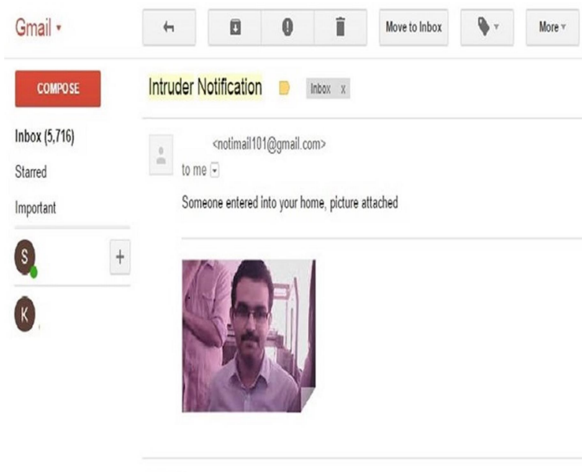 Gmail
Move to Inbox
More
COMPOSE
Intruder Notification
Inbox x
Inbox (5,716)
<notimail101@gmail.com>
Starred
to me
Important
Someone entered into your home, picture attached
S
+
K